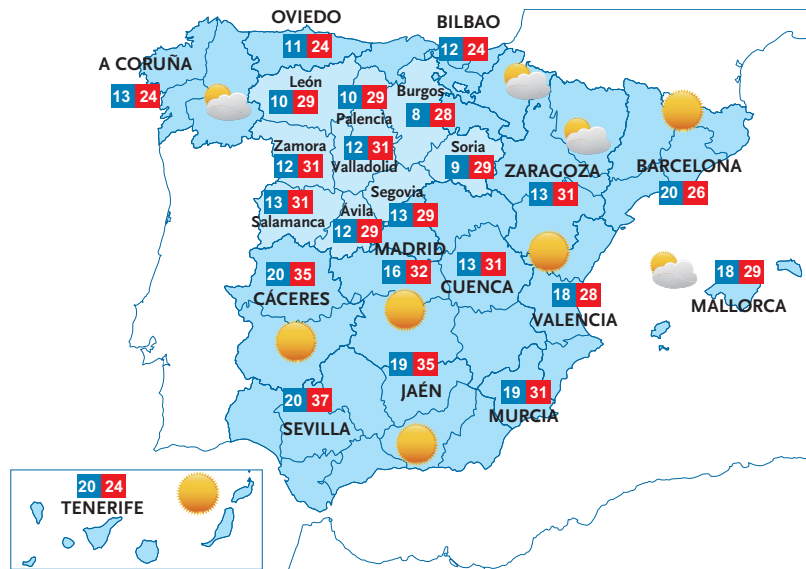 OVIEDO
11 24
BILBAO
12 24
A CORUÑA
13 24
León
10 29
10 29
Palencia
Burgos
8 28
Zamora
12 31
12 31
Valladolid
Soria
9 29
ZARAGOZA
13 31
BARCELONA
20 26
13 31
Salamanca
Ávila
12 29
Segovia
13 29
MADRID
16 32
13 31
CUENCA
20 35
CÁCERES
18 28
VALENCIA
18 29
MALLORCA
19 35
JAÉN
19 31
MURCIA
20 37
SEVILLA
20 24
TENERIFE